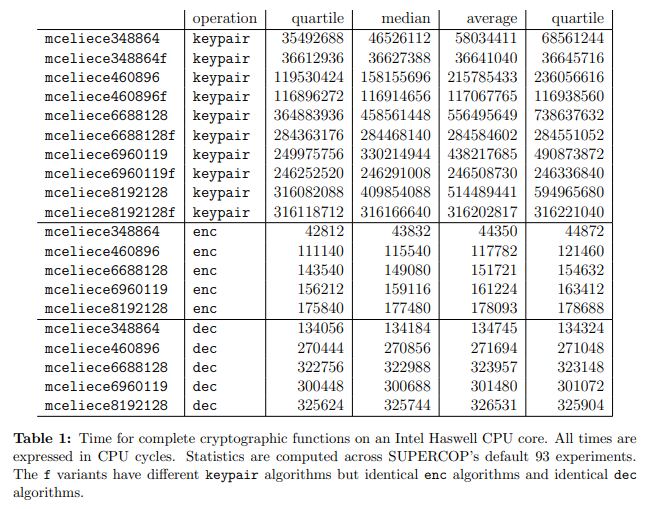 operation quartile median average quartile
mceliece348864 keypair 35492688 46526112 58034411 68561244
mceliece348864f keypair 36612936 36627388 36641040 36645716
mceliece460896 keypair 119530424 158155696 215785433 236056616
mceliece460896f keypair 116896272 116914656 117067765 116938560
mceliece6688128 keypair 364883936 458561448 556495649 738637632
mceliece6688128f keypair 284363176 284468140 284584602 284551052
mceliece6960119 keypair 249975756 330214944 438217685 490873872
mceliece6960119f keypair 246252520 246291008 246508730 246336840
mceliece8192128 keypair 316082088 409854088 514489441 594965680
mceliece8192128f keypair 316118712 316166640 316202817 316221040
mceliece348864 enc 42812 43832 44350 44872
mceliece460896 enc 111140 115540 117782 121460
mceliece6688128 enc 143540 149080 151721 154632
mceliece6960119 enc 156212 159116 161224 163412
mceliece8192128 enc 175840 177480 178093 178688
mceliece348864 dec 134056 134184 134745 134324
mceliece460896 dec 270444 270856 271694 271048
mceliece6688128 dec 322756 322988 323957 323148
mceliece6960119 dec 300448 300688 301480 301072
mceliece8192128 dec 325624 325744 326531 325904
Table 1: Time for complete cryptographic functions on an Intel Haswell CPU core. All times are
expressed in CPU cycles. Statistics are computed across SUPERCOP's default 93 experiments.
The f variants have different keypair algorithms but identical enc algorithms and identical dec
algorithms.